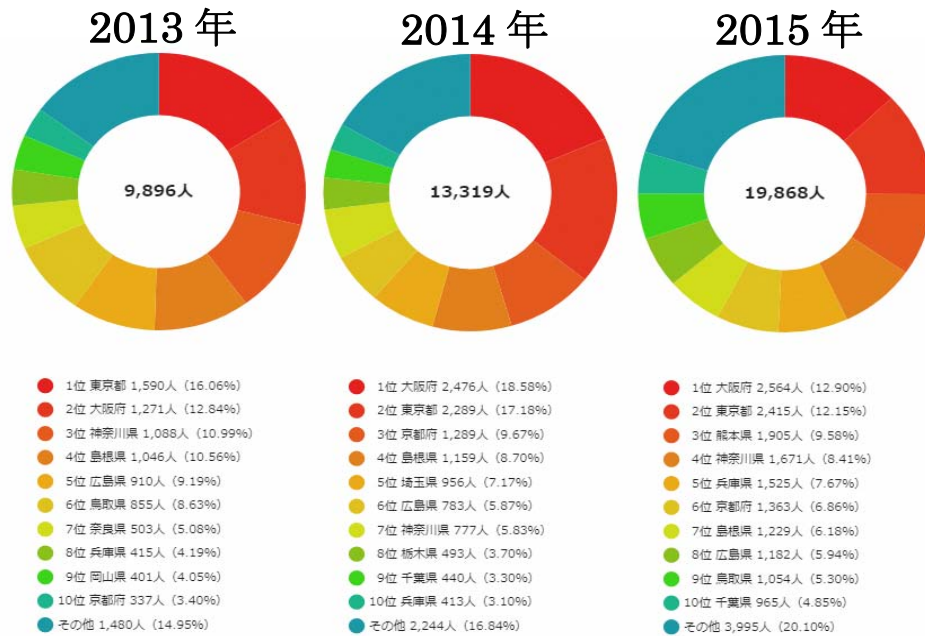 2013 年
2014 年
2015 年
9,896人
13,319人
19,868人
1位 東京都 1,590人（16.06%）
2位 大阪府 1,271人（12.84%）
3位 神奈川県 1,088人（10.99%）
4位 島根県 1,046人（10.56%）
5位 広島県 910人（9.19%）
6位 鳥取県 855人（8.63%）
7位 奈良県 503人（5.08%）
8位 兵庫県 415人（4.19%）
9位 岡山県 401人（4.05%）
10位 京都府 337人（3.40%）
その他 1,480人（14.95%）
1位 大阪府 2,476人（18.58%）
2位 東京都 2,289人（17.18%）
3位 京都府 1,289人（9.67%）
4位 島根県 1,159人（8.70%）
5位 埼玉県 956人（7.17%）
6位 広島県 783人（5.87%）
7位 神奈川県 777人（5.83%）
8位 栃木県 493人（3.70%）
9位 千葉県 440人（3.30%）
10位 兵庫県 413人（3.10%）
その他 2,244人（16.84%）
1位 大阪府 2,564人（12.90%）
2位 東京都 2,415人（12.15%）
3位 熊本県 1,905人（9.58%）
4位 神奈川県 1,671人（8.41%）
5位 兵庫県 1,525人（7.67%）
6位 京都府 1,363人（6.86%）
7位 島根県 1,229人（6.18%）
8位 広島県 1,182人（5.94%）
9位 鳥取県 1,054人（5.30%）
10位 千葉県 965人（4.85%）
その他 3,995人（20.10%）